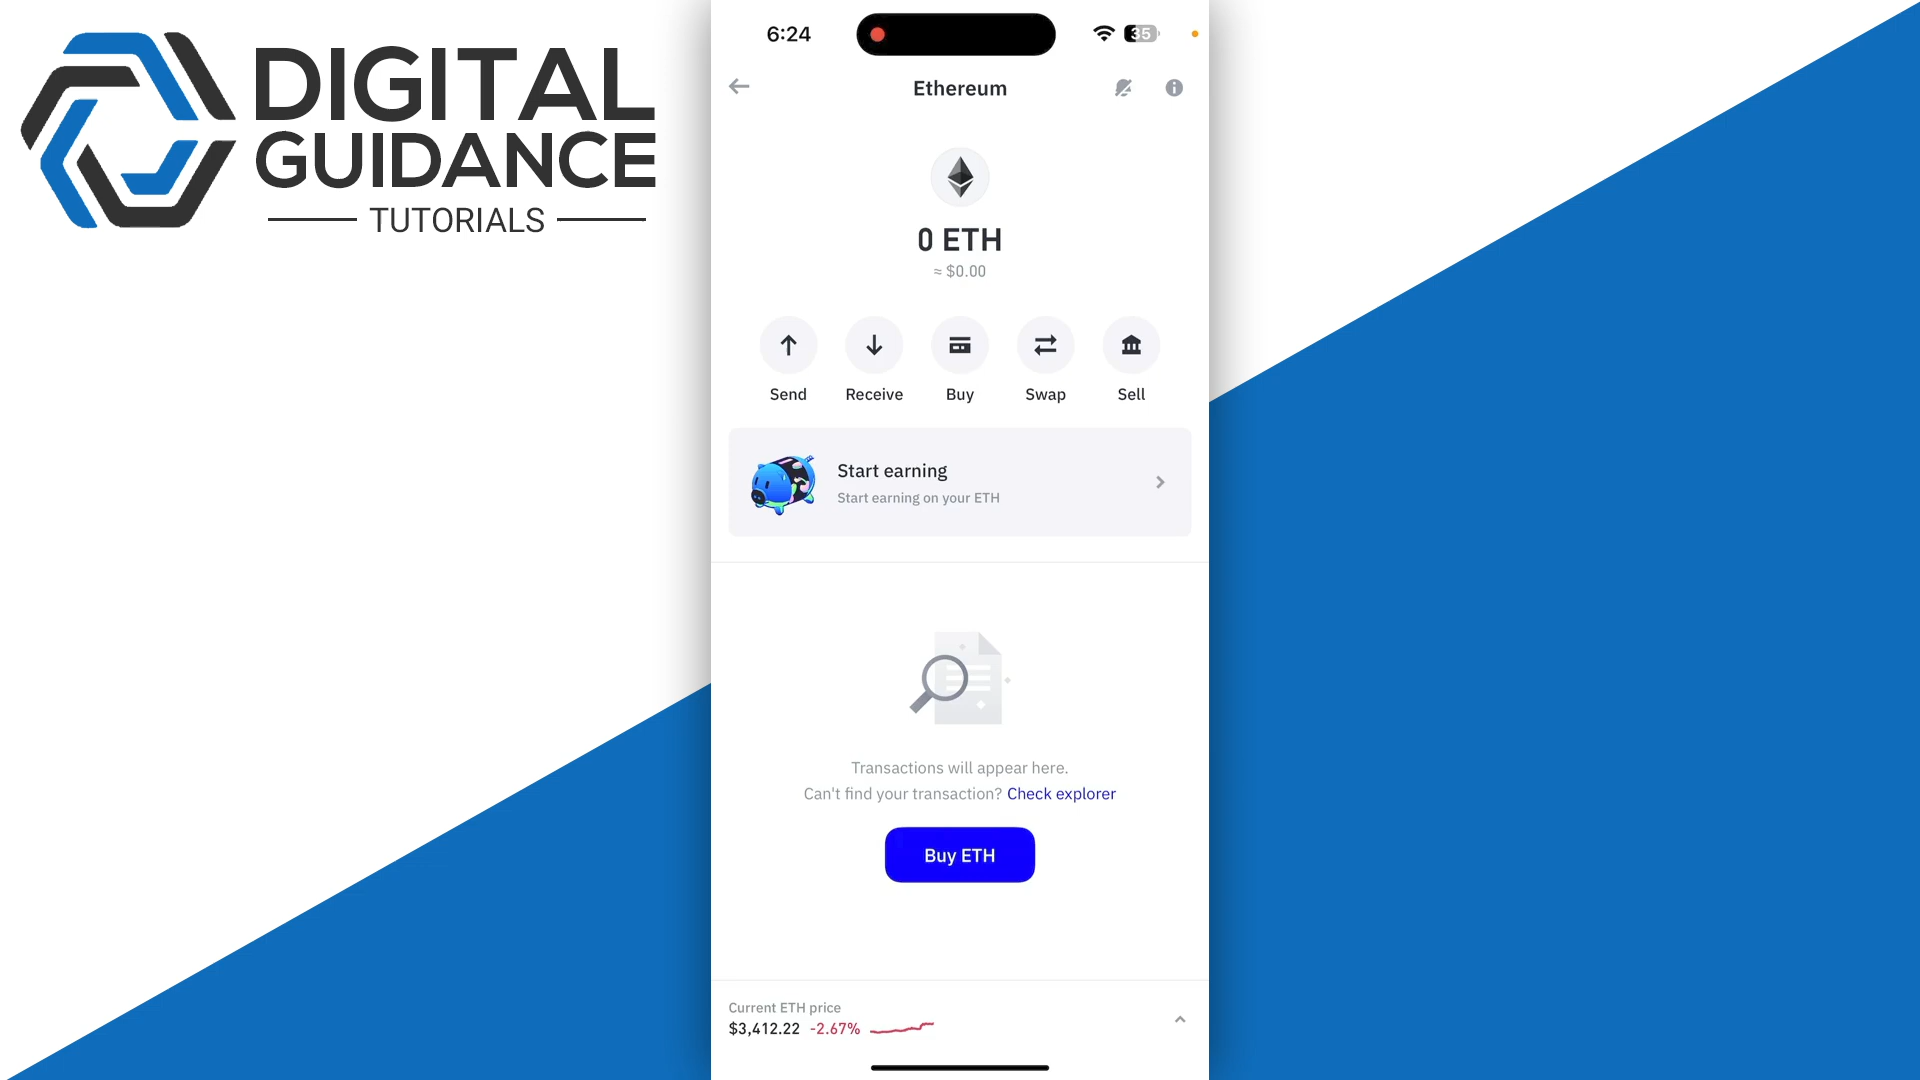 DIGITAL
GUIDANCE
TUTORIALS
6:24
35
Ethereum
0 ETH
≈ $0.00
Send Receive Buy Swap Sell
Start earning
Start earning on your ETH
Transactions will appear here.
Can't find your transaction? Check explorer
Buy ETH
Current ETH price
$3,412.22 -2.67%